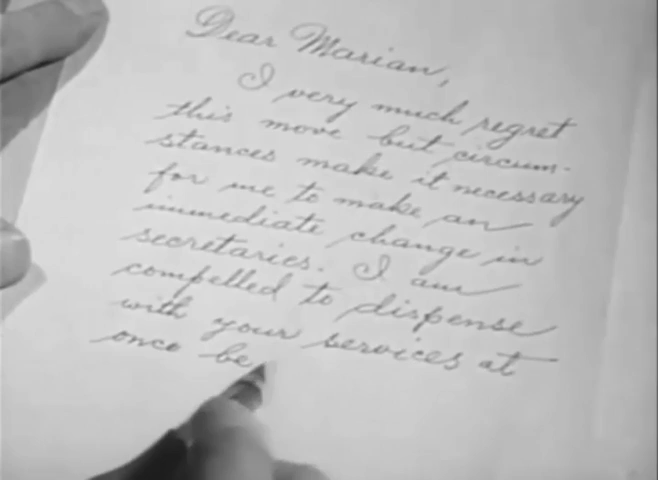 Dear Marian,
I very much regret
this move but circum-
stances make it necessary
for me to make an
immediate change in
secretaries. I am
compelled to dispense
with your services at
once be